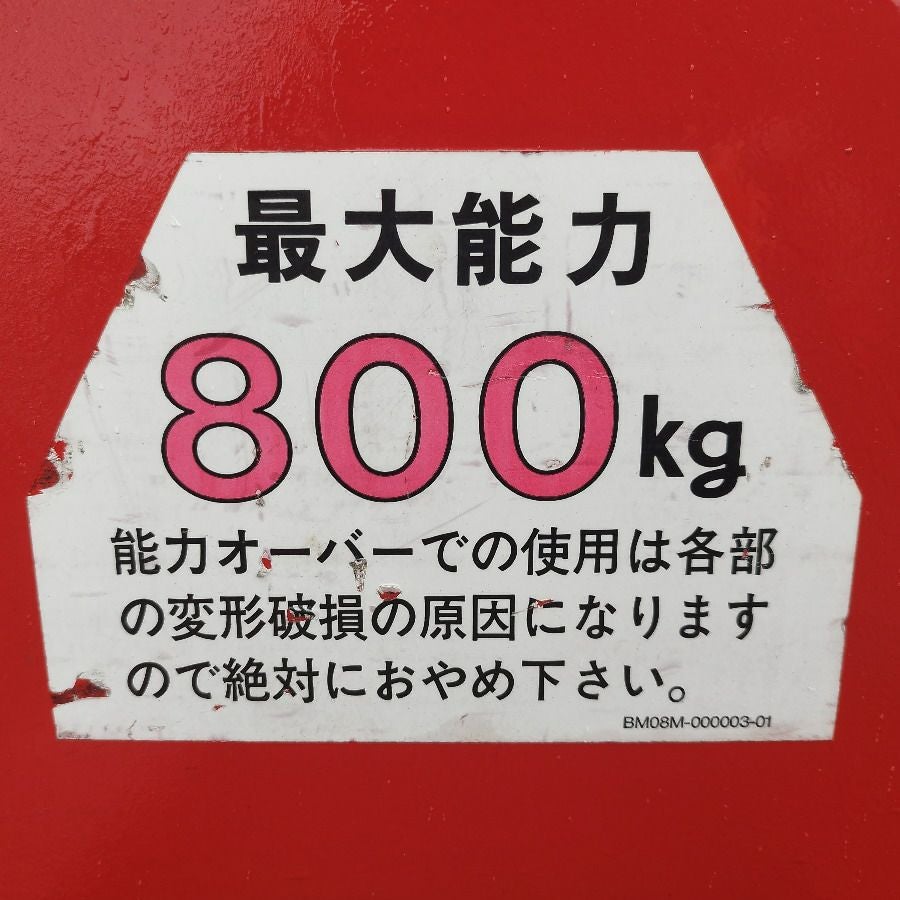 最大能力
800kg
能力オーバーでの使用は各部
の変形破損の原因になります
ので絶対におやめ下さい。
BM08M-000003-01